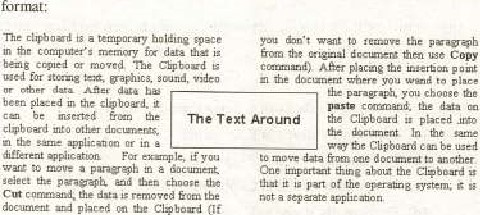 format:
The clipboard is a temporary holding space
in the computer's memory for data that is
being copied or moved. The Clipboard is
used for storing text, graphics, sound, video
or other data. After data has
been placed in the clipboard, it
can be inserted from the
clipboard into other documents,
in the same application or in a
different application. For example, if you
want to move a paragraph in a document,
select the paragraph, and then choose the
Cut command, the data is removed from the
document and placed on the Clipboard (If
The Text Around
you don't want to remove the paragraph
from the original document then use Copy
command). After placing the insertion point
in the document where you want to place
the paragraph, you choose the
paste command, the data on
the Clipboard is placed into
the document. In the same
way the Clipboard can be used
to move data from one document to another.
One important thing about the Clipboard is
that it is part of the operating system; it is
not a separate application.